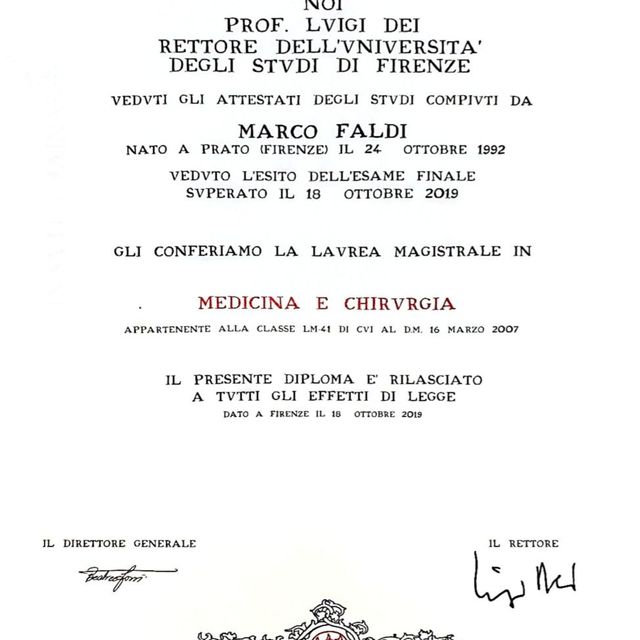 NOI
PROF. LVIGI DEI
RETTORE DELL'VNIVERSITA'
DEGLI STVDI DI FIRENZE
VEDVTI GLI ATTESTATI DEGLI STVDI COMPIVTI DA
MARCO FALDI
NATO A PRATO (FIRENZE) IL 24 OTTOBRE 1992
VEDVTO L'ESITO DELL'ESAME FINALE
SVPERATO IL 18 OTTOBRE 2019
GLI CONFERIAMO LA LAVREA MAGISTRALE IN
MEDICINA E CHIRVRGIA
APPARTENENTE ALLA CLASSE LM-41 DI CVI AL D.M. 16 MARZO 2007
IL PRESENTE DIPLOMA E' RILASCIATO
A TVTTI GLI EFFETTI DI LEGGE
DATO A FIRENZE IL 18 OTTOBRE 2019
IL DIRETTORE GENERALE
IL RETTORE